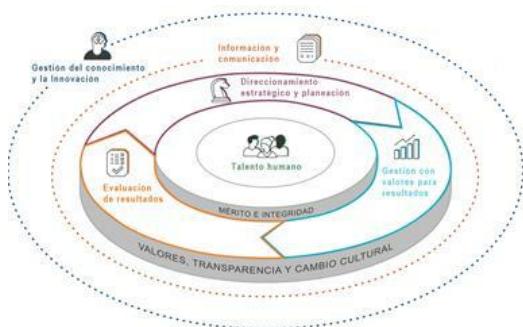 Gestión del conocimiento
y la Innovación
Información y
comunicación
Direccionamiento
estratégico y planeación
Talento humano
Gestión con
valores para
resultados
Evaluación
de resultados
MÉRITO E INTEGRIDAD
VALORES, TRANSPARENCIA Y CAMBIO CULTURAL